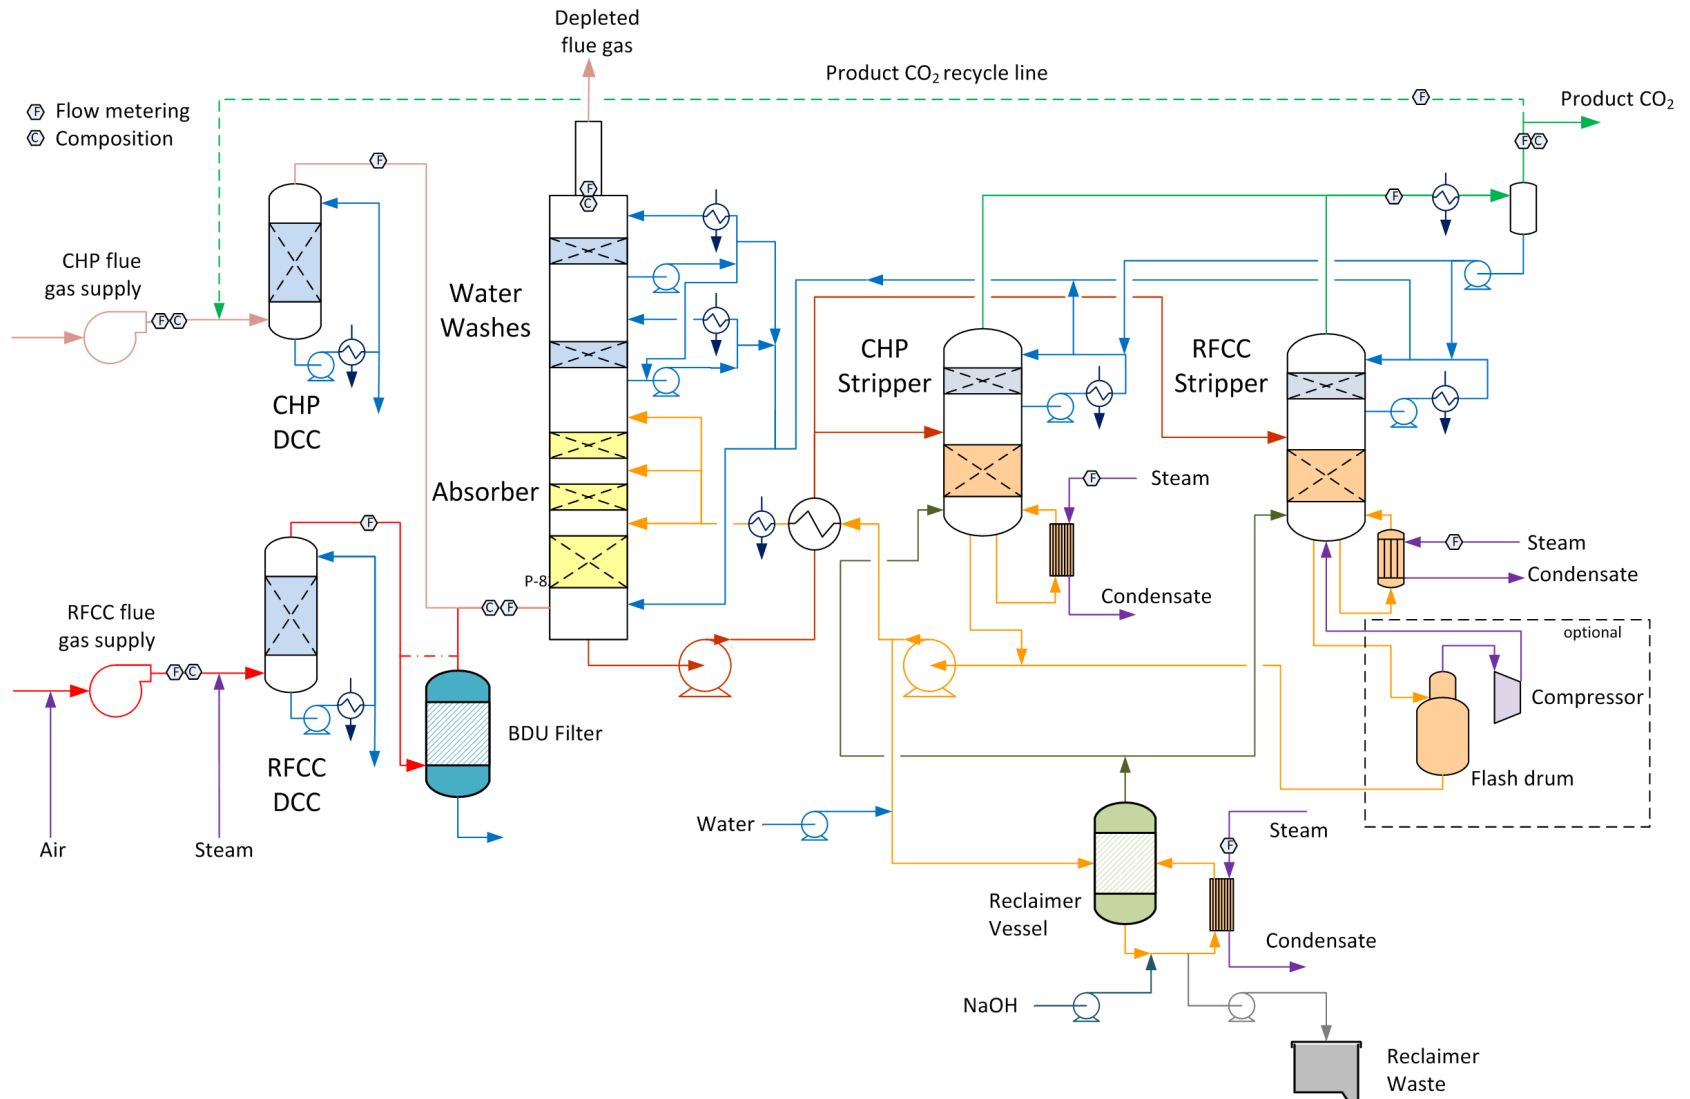 Depleted
flue gas
Product CO₂ recycle line
F
Product CO₂
F Flow metering
C Composition
F C
F
F
C
F
CHP flue
gas supply
F C
Water
Washes
CHP
Stripper
RFCC
Stripper
CHP
DCC
Absorber
F
Steam
F
F
Steam
P-8
Condensate
Condensate
C F
RFCC flue
gas supply
optional
F C
Compressor
BDU Filter
RFCC
DCC
Flash drum
Water
Steam
Air
Steam
F
Reclaimer
Vessel
Condensate
NaOH
Reclaimer
Waste